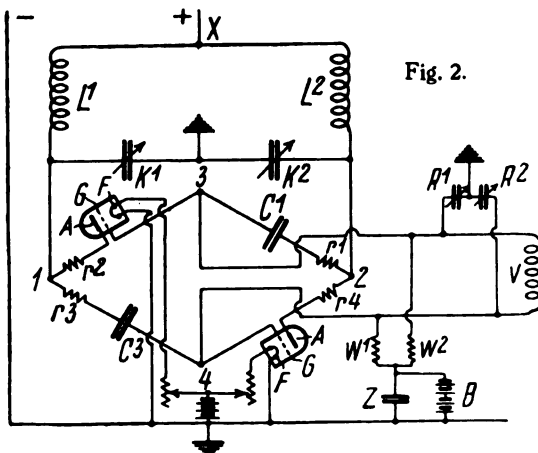 − + X
L¹ L² Fig. 2.
K¹ K² R¹ R²
G F 3 C¹
A
1 r² r¹ 2 V
r³ r⁴
C³ A
G
F W¹ W²
4 Z B